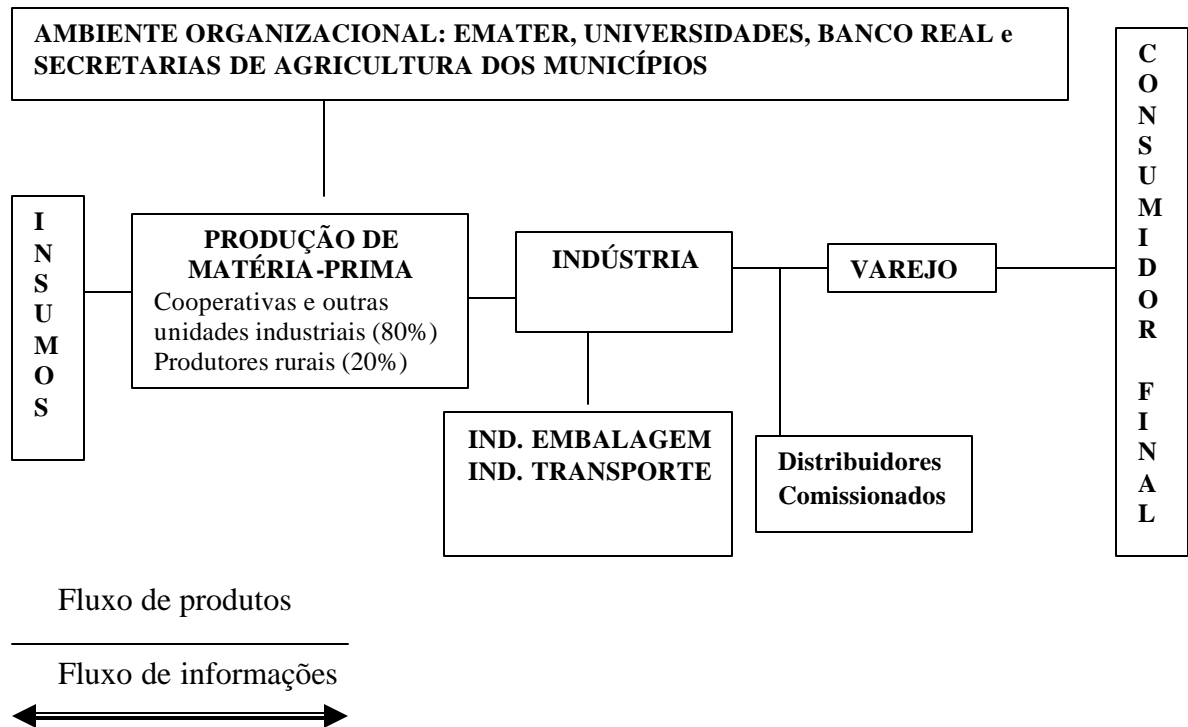 AMBIENTE ORGANIZACIONAL: EMATER, UNIVERSIDADES, BANCO REAL e
SECRETARIAS DE AGRICULTURA DOS MUNICÍPIOS
INSUMOS
PRODUÇÃO DE
MATÉRIA-PRIMA
Cooperativas e outras
unidades industriais (80%)
Produtores rurais (20%)
INDÚSTRIA
IND. EMBALAGEM
IND. TRANSPORTE
VAREJO
Distribuidores
Comissionados
CONSUMIDOR FINAL
Fluxo de produtos
Fluxo de informações